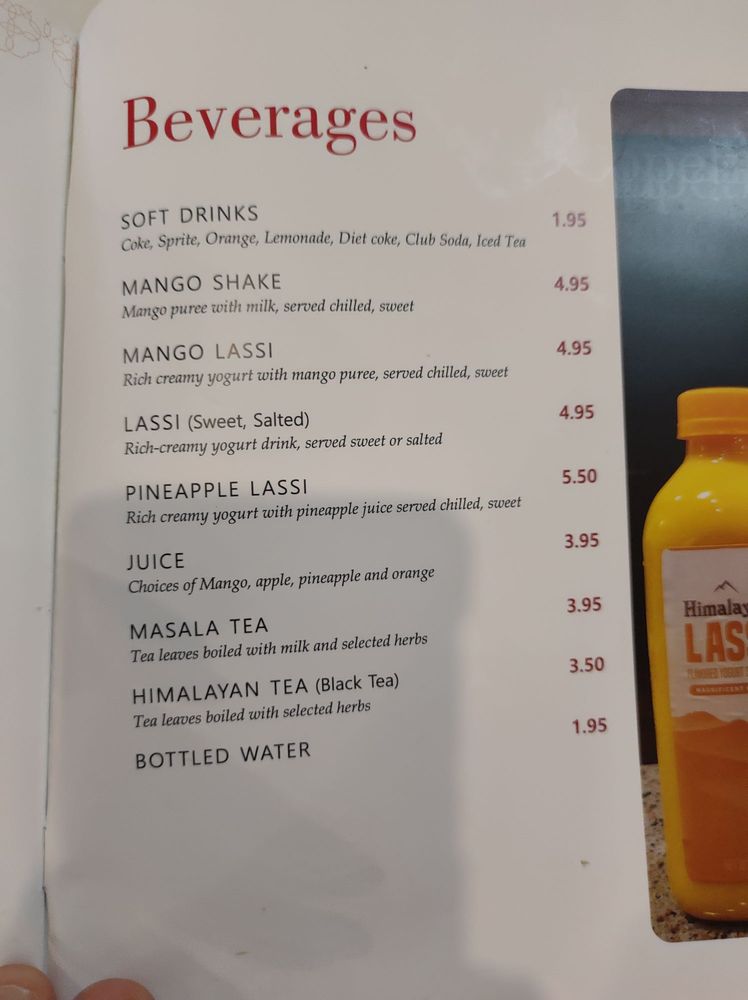 Beverages
SOFT DRINKS 1.95
Coke, Sprite, Orange, Lemonade, Diet coke, Club Soda, Iced Tea
MANGO SHAKE 4.95
Mango puree with milk, served chilled, sweet
MANGO LASSI 4.95
Rich creamy yogurt with mango puree, served chilled, sweet
LASSI (Sweet, Salted) 4.95
Rich-creamy yogurt drink, served sweet or salted
PINEAPPLE LASSI 5.50
Rich creamy yogurt with pineapple juice served chilled, sweet
JUICE 3.95
Choices of Mango, apple, pineapple and orange
MASALA TEA 3.95
Tea leaves boiled with milk and selected herbs
HIMALAYAN TEA (Black Tea) 3.50
Tea leaves boiled with selected herbs
BOTTLED WATER 1.95
Himalay
LAS